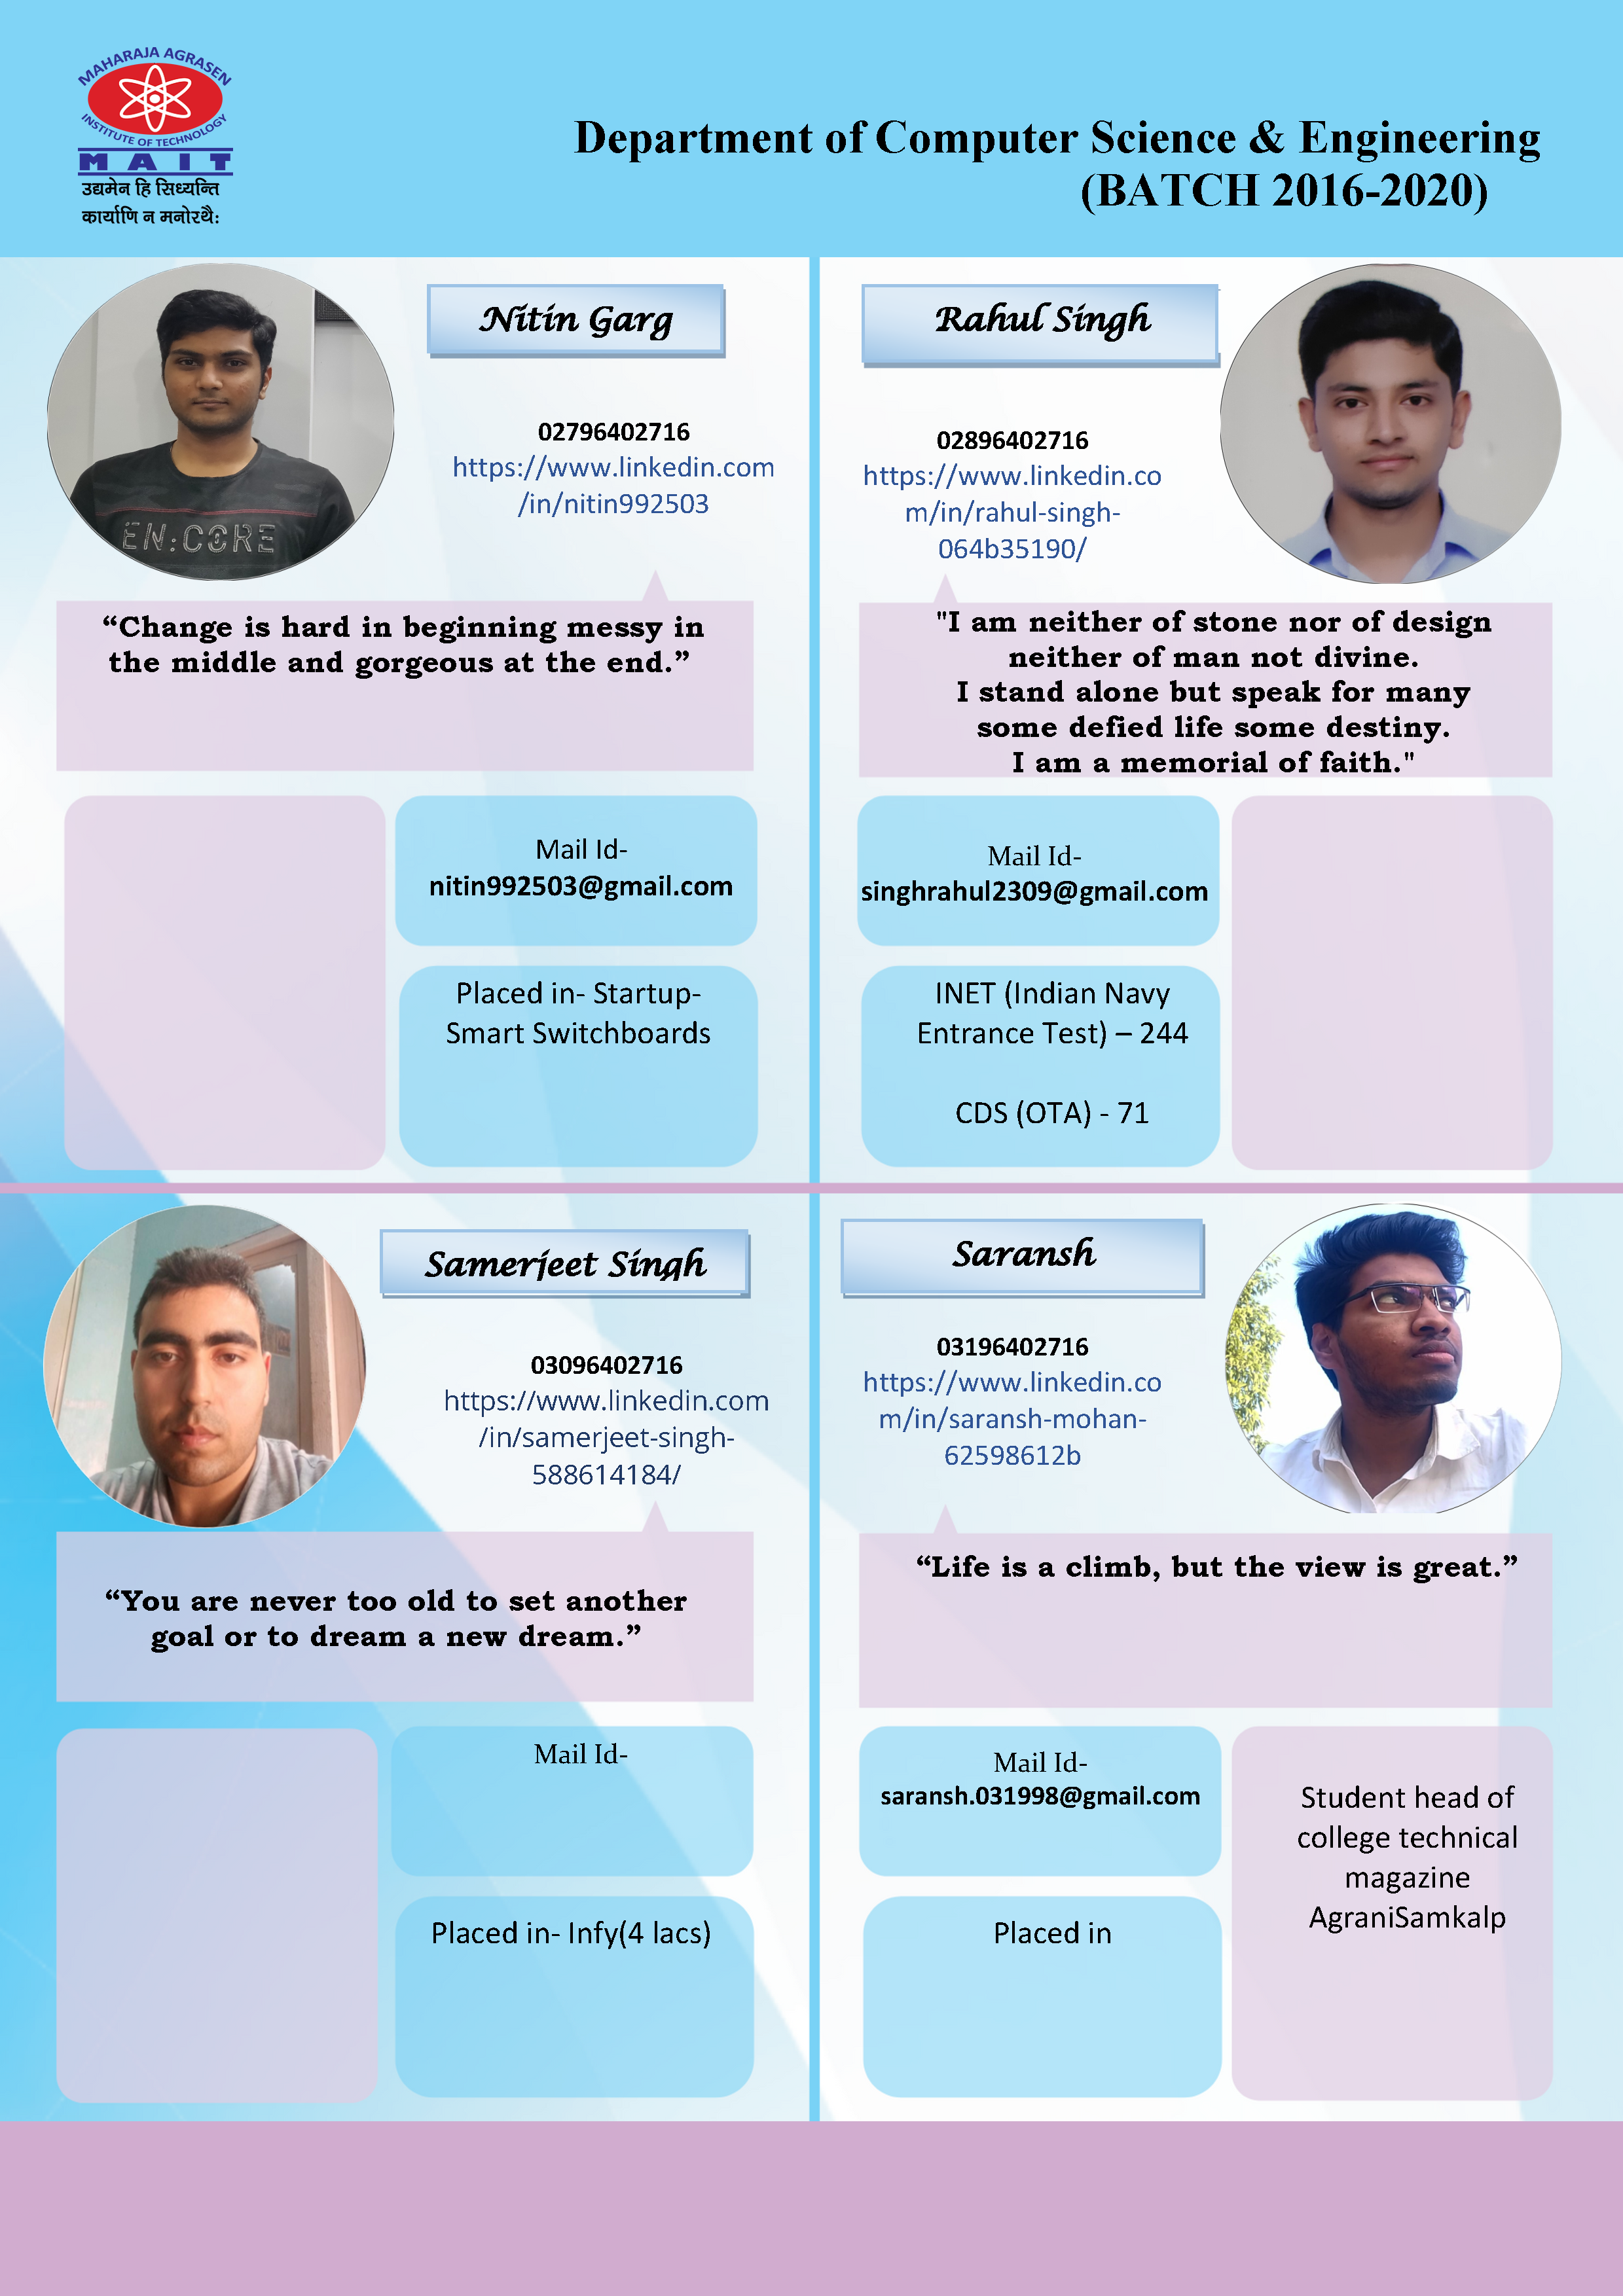 MAHARAJA AGRASEN
INSTITUTE OF TECHNOLOGY
MAIT
उद्यमेन हि सिध्यन्ति
कार्याणि न मनोरथैः
Department of Computer Science & Engineering
(BATCH 2016-2020)
Nitin Garg
02796402716
https://www.linkedin.com
/in/nitin992503
EN:CORE
“Change is hard in beginning messy in
the middle and gorgeous at the end.”
Mail Id-
nitin992503@gmail.com
Placed in- Startup-
Smart Switchboards
Rahul Singh
02896402716
https://www.linkedin.co
m/in/rahul-singh-
064b35190/
"I am neither of stone nor of design
neither of man not divine.
I stand alone but speak for many
some defied life some destiny.
I am a memorial of faith."
Mail Id-
singhrahul2309@gmail.com
INET (Indian Navy
Entrance Test) – 244
CDS (OTA) - 71
Samerjeet Singh
03096402716
https://www.linkedin.com
/in/samerjeet-singh-
588614184/
“You are never too old to set another
goal or to dream a new dream.”
Mail Id-
Placed in- Infy(4 lacs)
Saransh
03196402716
https://www.linkedin.co
m/in/saransh-mohan-
62598612b
“Life is a climb, but the view is great.”
Mail Id-
saransh.031998@gmail.com
Placed in
Student head of
college technical
magazine
AgraniSamkalp